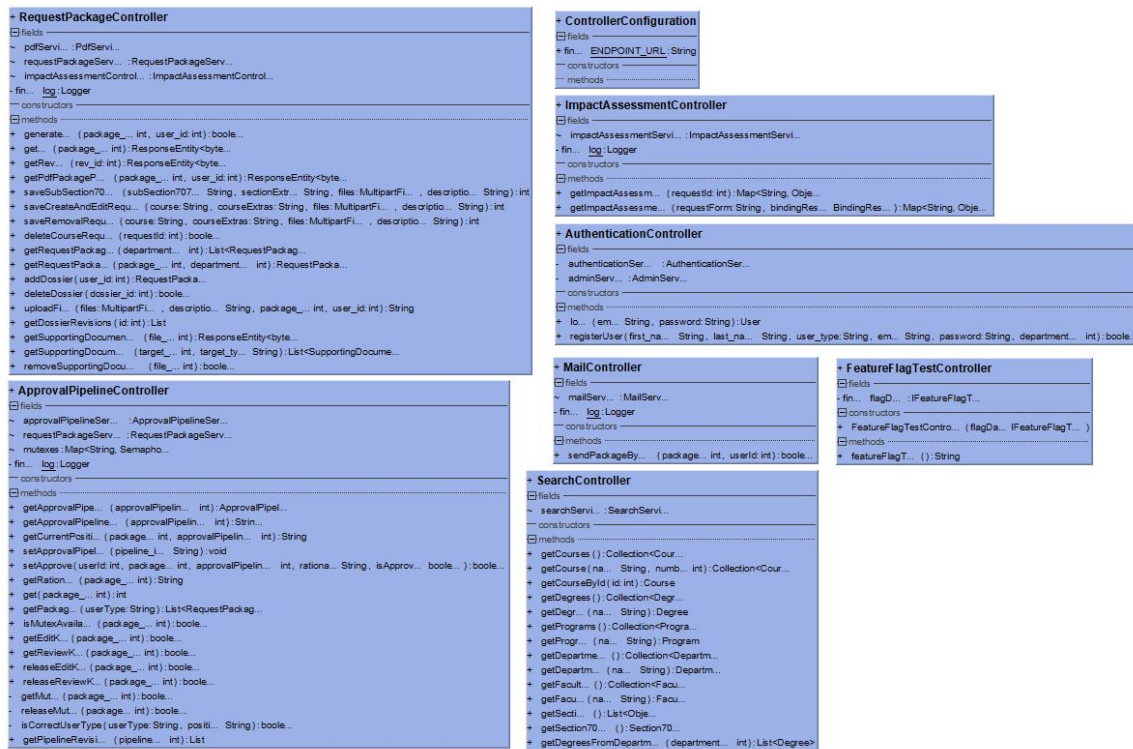 + RequestPackageController
fields
~ pdfServi... :PdfServi...
~ requestPackageServ... :RequestPackageServ...
~ impactAssessmentControl... :ImpactAssessmentControl...
- fin... log:Logger
constructors
methods
+ generate... (package_... int, user_id:int):boole...
+ get... (package_... int):ResponseEntity<byte...
+ getRev... (rev_id:int):ResponseEntity<byte...
+ getPdfPackageP... (package_... int, user_id:int):ResponseEntity<byte...
+ saveSubSection70... (subSection707... String, sectionExtr... String, files:MultipartFi... , descriptio... String):int
+ saveCreateAndEditRequ... (course:String, courseExtras:String, files:MultipartFi... , descriptio... String):int
+ saveRemovalRequ... (course:String, courseExtras:String, files:MultipartFi... , descriptio... String):int
+ deleteCourseRequ... (requestId:int):boole...
+ getRequestPackag... (department... int):List<RequestPackag...
+ getRequestPacka... (package_... int, department... int):RequestPacka...
+ addDossier(user_id:int):RequestPacka...
+ deleteDossier(dossier_id:int):boole...
+ uploadFi... (files:MultipartFi... , descriptio... String, package_... int, user_id:int):String
+ getDossierRevisions(id:int):List
+ getSupportingDocumen... (file_... int):ResponseEntity<byte...
+ getSupportingDocum... (target_... int, target_ty... String):List<SupportingDocume...
+ removeSupportingDocu... (file_... int):boole...
+ ApprovalPipelineController
fields
~ approvalPipelineSer... :ApprovalPipelineSer...
~ requestPackageServ... :RequestPackageServ...
~ mutexes:Map<String, Semapho...
- fin... log:Logger
constructors
methods
+ getApprovalPipe... (approvalPipelin... int):ApprovalPipel...
+ getApprovalPipeline... (approvalPipelin... int):Strin...
+ getCurrentPositi... (package... int, approvalPipelin... int):String
+ setApprovalPipel... (pipeline_i... String):void
+ setApprove(userId:int, package... int, approvalPipelin... int, rationa... String, isApprov... boole...):boole...
+ getRation... (package_... int):String
+ get(package_... int):int
+ getPackag... (userType:String):List<RequestPackag...
+ isMutexAvaila... (package_... int):boole...
+ getEditK... (package_... int):boole...
+ getReviewK... (package_... int):boole...
+ releaseEditK... (package_... int):boole...
+ releaseReviewK... (package_... int):boole...
- getMut... (package_... int):boole...
- releaseMut... (package_... int):boole...
- isCorrectUserType(userType:String, positi... String):boole...
+ getPipelineRevisi... (pipeline... int):List
+ ControllerConfiguration
fields
+ fin... ENDPOINT_URL:String
constructors
methods
+ ImpactAssessmentController
fields
~ impactAssessmentServi... :ImpactAssessmentServi...
- fin... log:Logger
constructors
methods
+ getImpactAssessm... (requestId:int):Map<String, Obje...
+ getImpactAssessme... (requestForm:String, bindingRes... BindingRes...):Map<String, Obje...
+ AuthenticationController
fields
- authenticationSer... :AuthenticationSer...
- adminServ... :AdminServ...
constructors
methods
+ lo... (em... String, password:String):User
+ registerUser(first_na... String, last_na... String, user_type:String, em... String, password:String, department... int):boole...
+ MailController
fields
~ mailServ... :MailServ...
- fin... log:Logger
constructors
methods
+ sendPackageBy... (package... int, userId:int):boole...
+ FeatureFlagTestController
fields
- fin... flagD... :IFeatureFlagT...
constructors
+ FeatureFlagTestContro... (flagDa... IFeatureFlagT... )
methods
+ featureFlagT... ():String
+ SearchController
fields
~ searchServi... :SearchServi...
constructors
methods
+ getCourses():Collection<Cour...
+ getCourse(na... String, numb... int):Collection<Cour...
+ getCourseById(id:int):Course
+ getDegrees():Collection<Degr...
+ getDegr... (na... String):Degree
+ getPrograms():Collection<Progra...
+ getProgr... (na... String):Program
+ getDepartme... ():Collection<Departm...
+ getDepartm... (na... String):Departm...
+ getFacult... ():Collection<Facu...
+ getFacu... (na... String):Facu...
+ getSecti... ():List<Obje...
+ getSection70... ():Section70...
+ getDegreesFromDepartm... (department... int):List<Degree>